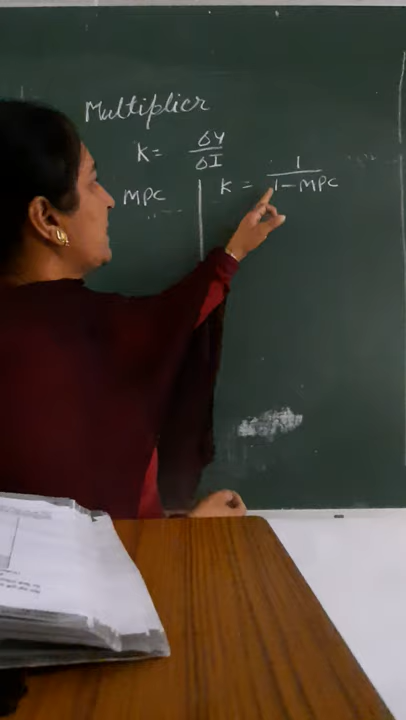 Multiplier
K = ΔY / ΔI
MPC
K = 1 / 1 - MPC